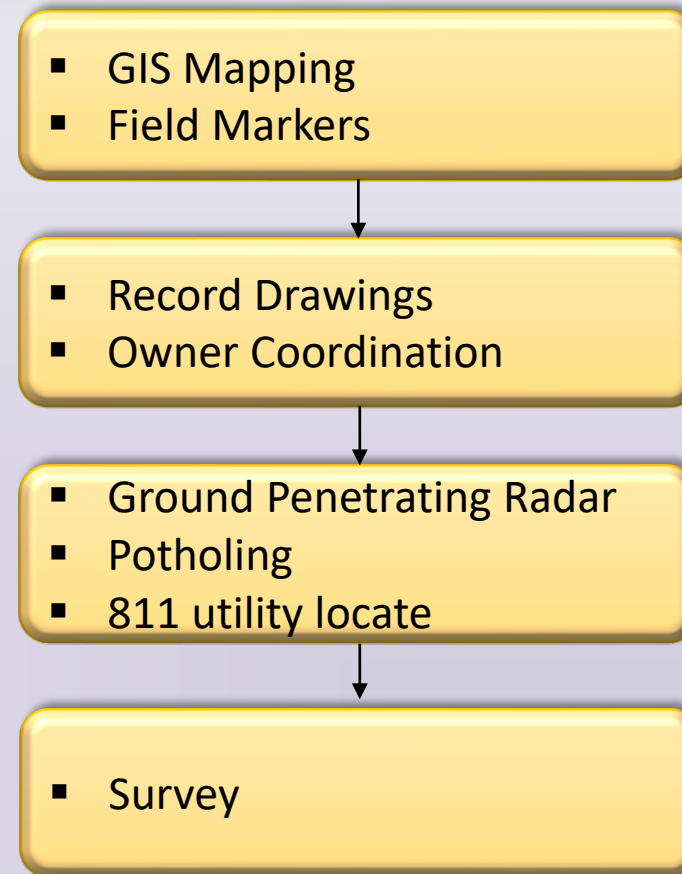 ▪ GIS Mapping
▪ Field Markers
▪ Record Drawings
▪ Owner Coordination
▪ Ground Penetrating Radar
▪ Potholing
▪ 811 utility locate
▪ Survey